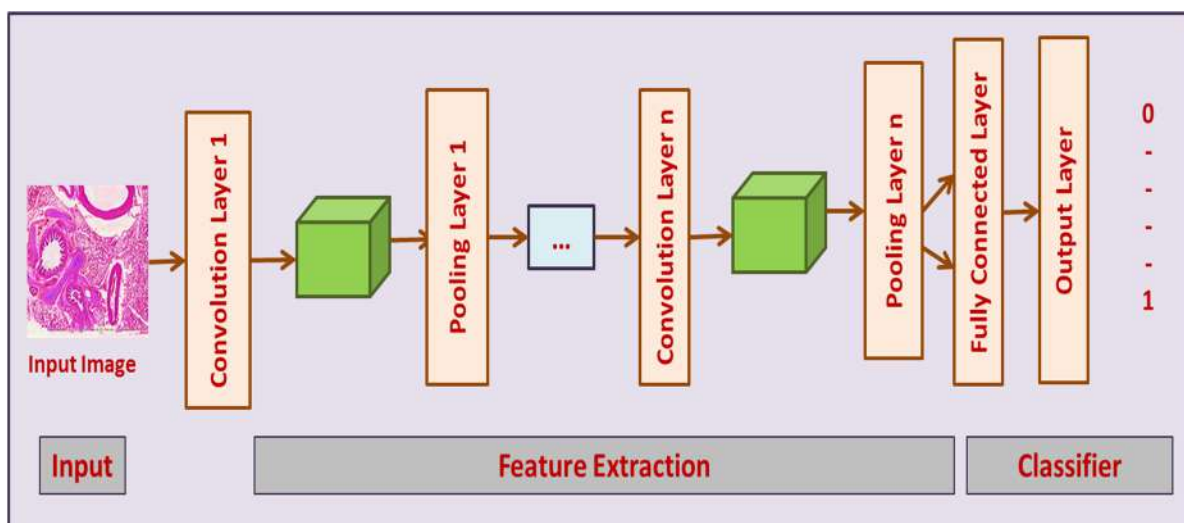 Input Image
Convolution Layer 1
Pooling Layer 1
...
Convolution Layer n
Pooling Layer n
Fully Connected Layer
Output Layer
0
-
-
-
-
1
Input
Feature Extraction
Classifier